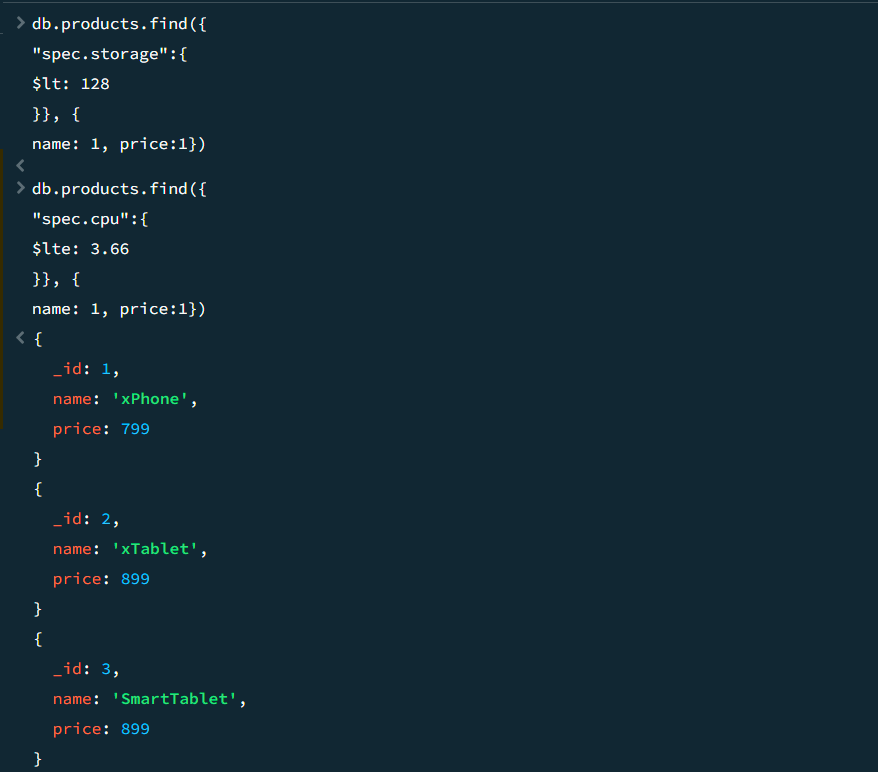 db.products.find({
"spec.storage":{
$lt: 128
}}, {
name: 1, price:1})
db.products.find({
"spec.cpu":{
$lte: 3.66
}}, {
name: 1, price:1})
{
_id: 1,
name: 'xPhone',
price: 799
}
{
_id: 2,
name: 'xTablet',
price: 899
}
{
_id: 3,
name: 'SmartTablet',
price: 899
}